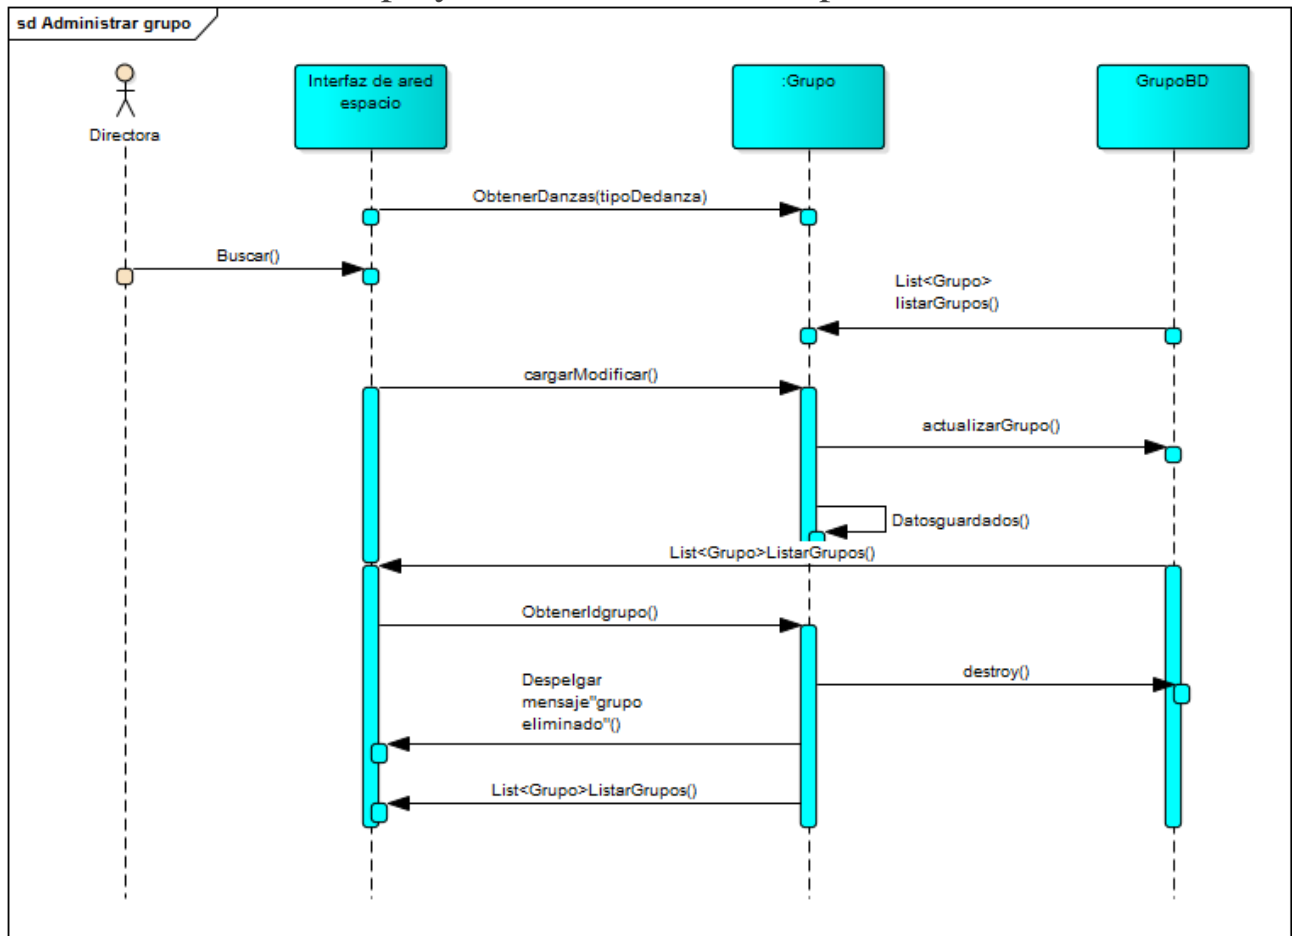 sd Administrar grupo
Directora
Interfaz de ared
espacio
:Grupo
GrupoBD
ObtenerDanzas(tipoDedanza)
Buscar()
List<Grupo>
listarGrupos()
cargarModificar()
actualizarGrupo()
Datosguardados()
List<Grupo>ListarGrupos()
ObtenerIdgrupo()
destroy()
Despelgar
mensaje"grupo
eliminado"()
List<Grupo>ListarGrupos()